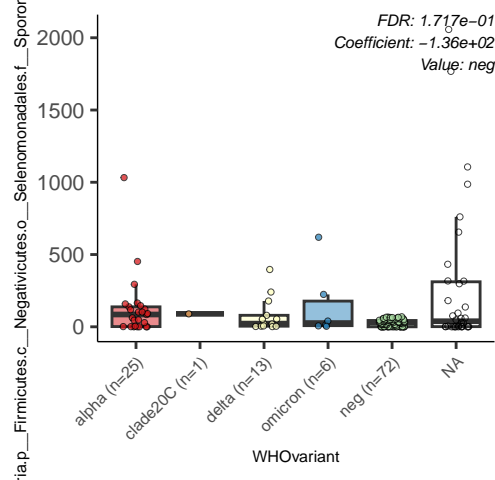 FDR: 1.717e−01
Coefficient: −1.36e+02
Value: neg
2000
1500
1000
500
0
ria.p__Firmicutes.c__Negativicutes.o__Selenomonadales.f__Sporor
alpha (n=25)
clade20C (n=1)
delta (n=13)
omicron (n=6)
neg (n=72)
NA
WHOvariant